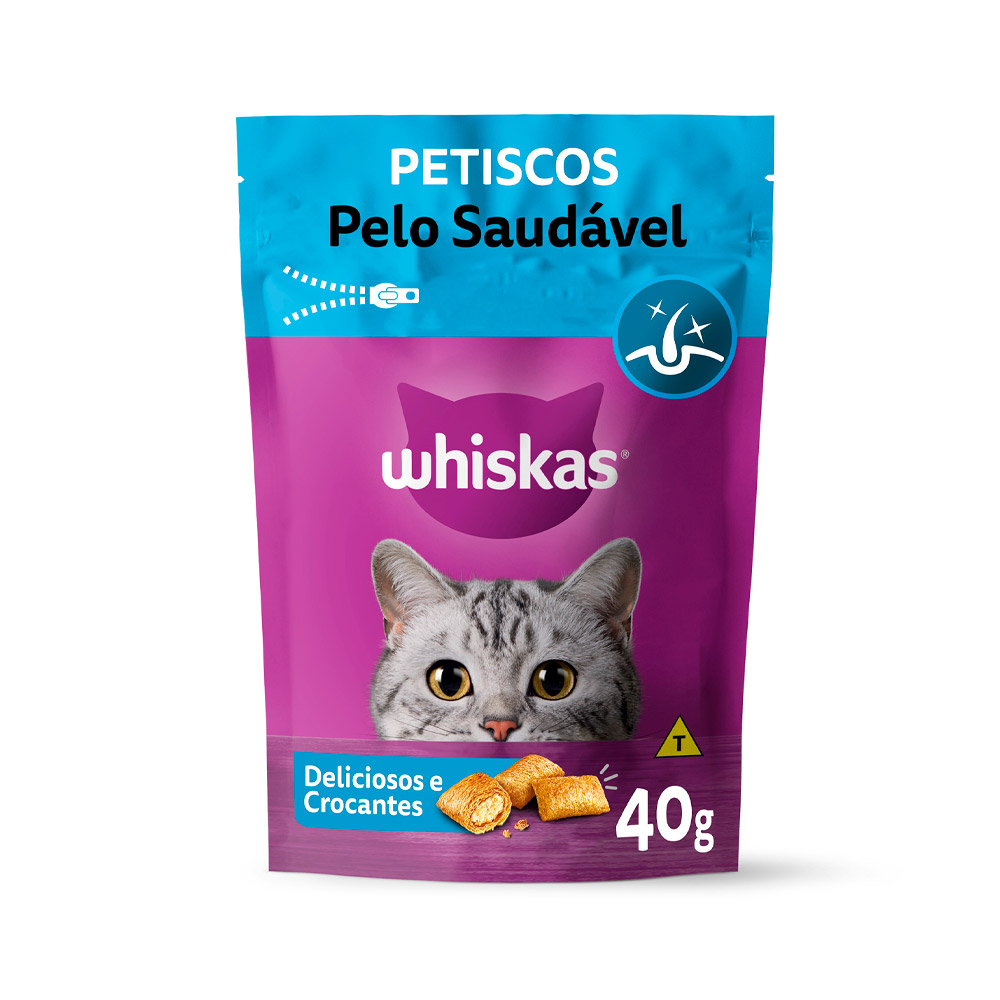 PETISCOS
Pelo Saudável
whiskas®
T
Deliciosos e
Crocantes
40g